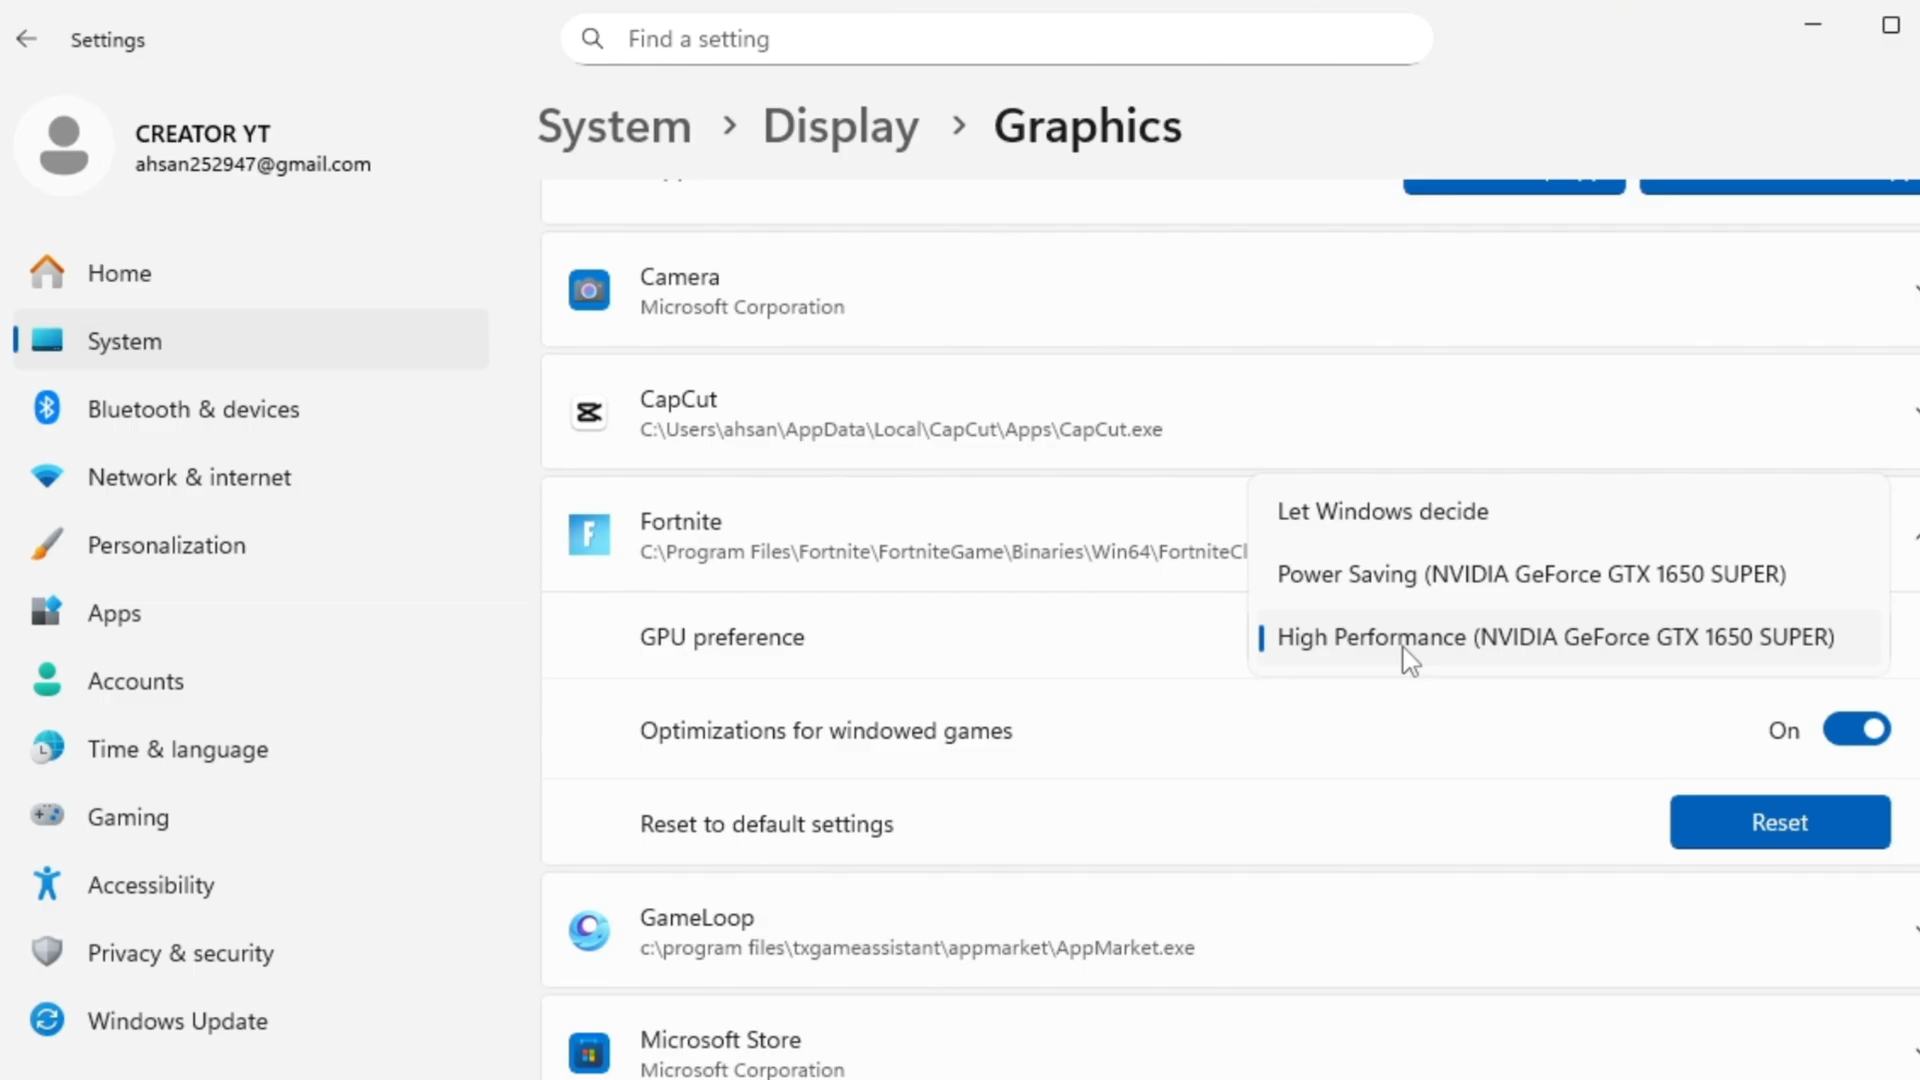 Settings
Find a setting
CREATOR YT
ahsan252947@gmail.com
System > Display > Graphics
Home
System
Bluetooth & devices
Network & internet
Personalization
Apps
Accounts
Time & language
Gaming
Accessibility
Privacy & security
Windows Update
Camera
Microsoft Corporation
CapCut
C:\Users\ahsan\AppData\Local\CapCut\Apps\CapCut.exe
Fortnite
C:\Program Files\Fortnite\FortniteGame\Binaries\Win64\FortniteCl
Let Windows decide
Power Saving (NVIDIA GeForce GTX 1650 SUPER)
GPU preference
High Performance (NVIDIA GeForce GTX 1650 SUPER)
Optimizations for windowed games
On
Reset to default settings
Reset
GameLoop
c:\program files\txgameassistant\appmarket\AppMarket.exe
Microsoft Store
Microsoft Corporation